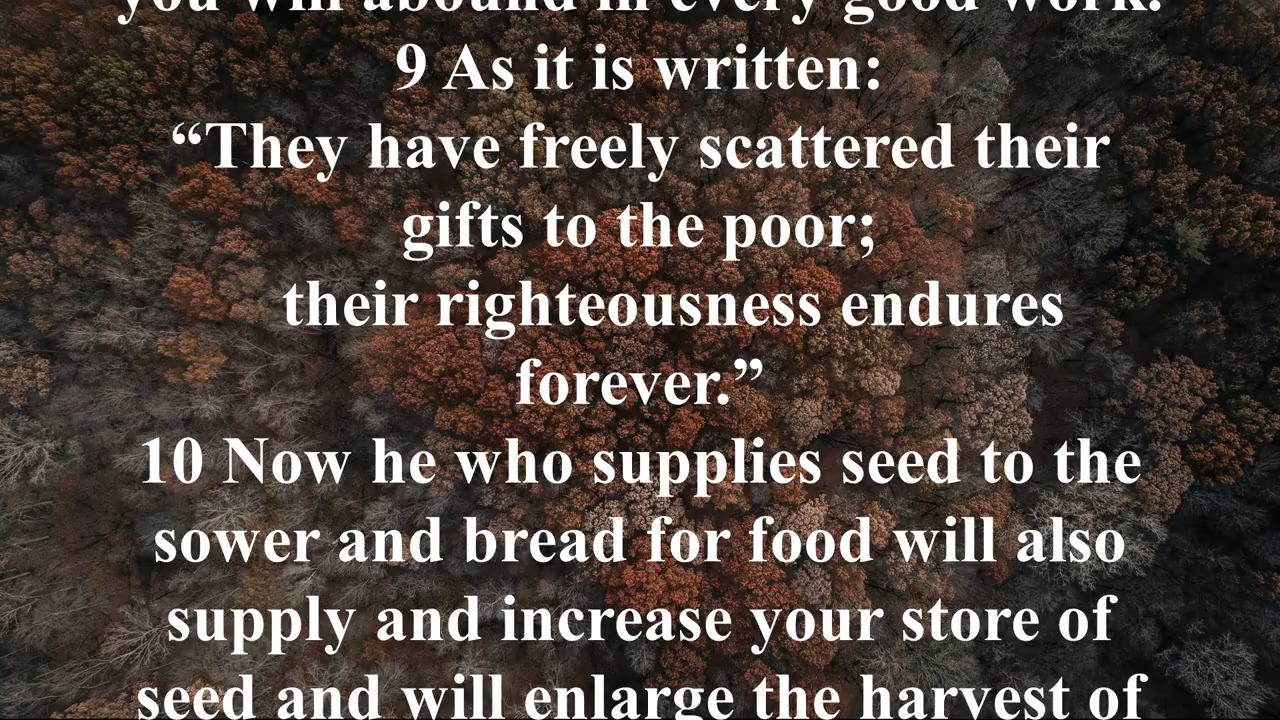 you will abound in every good work.
9 As it is written:
“They have freely scattered their
gifts to the poor;
their righteousness endures
forever.”
10 Now he who supplies seed to the
sower and bread for food will also
supply and increase your store of
seed and will enlarge the harvest of